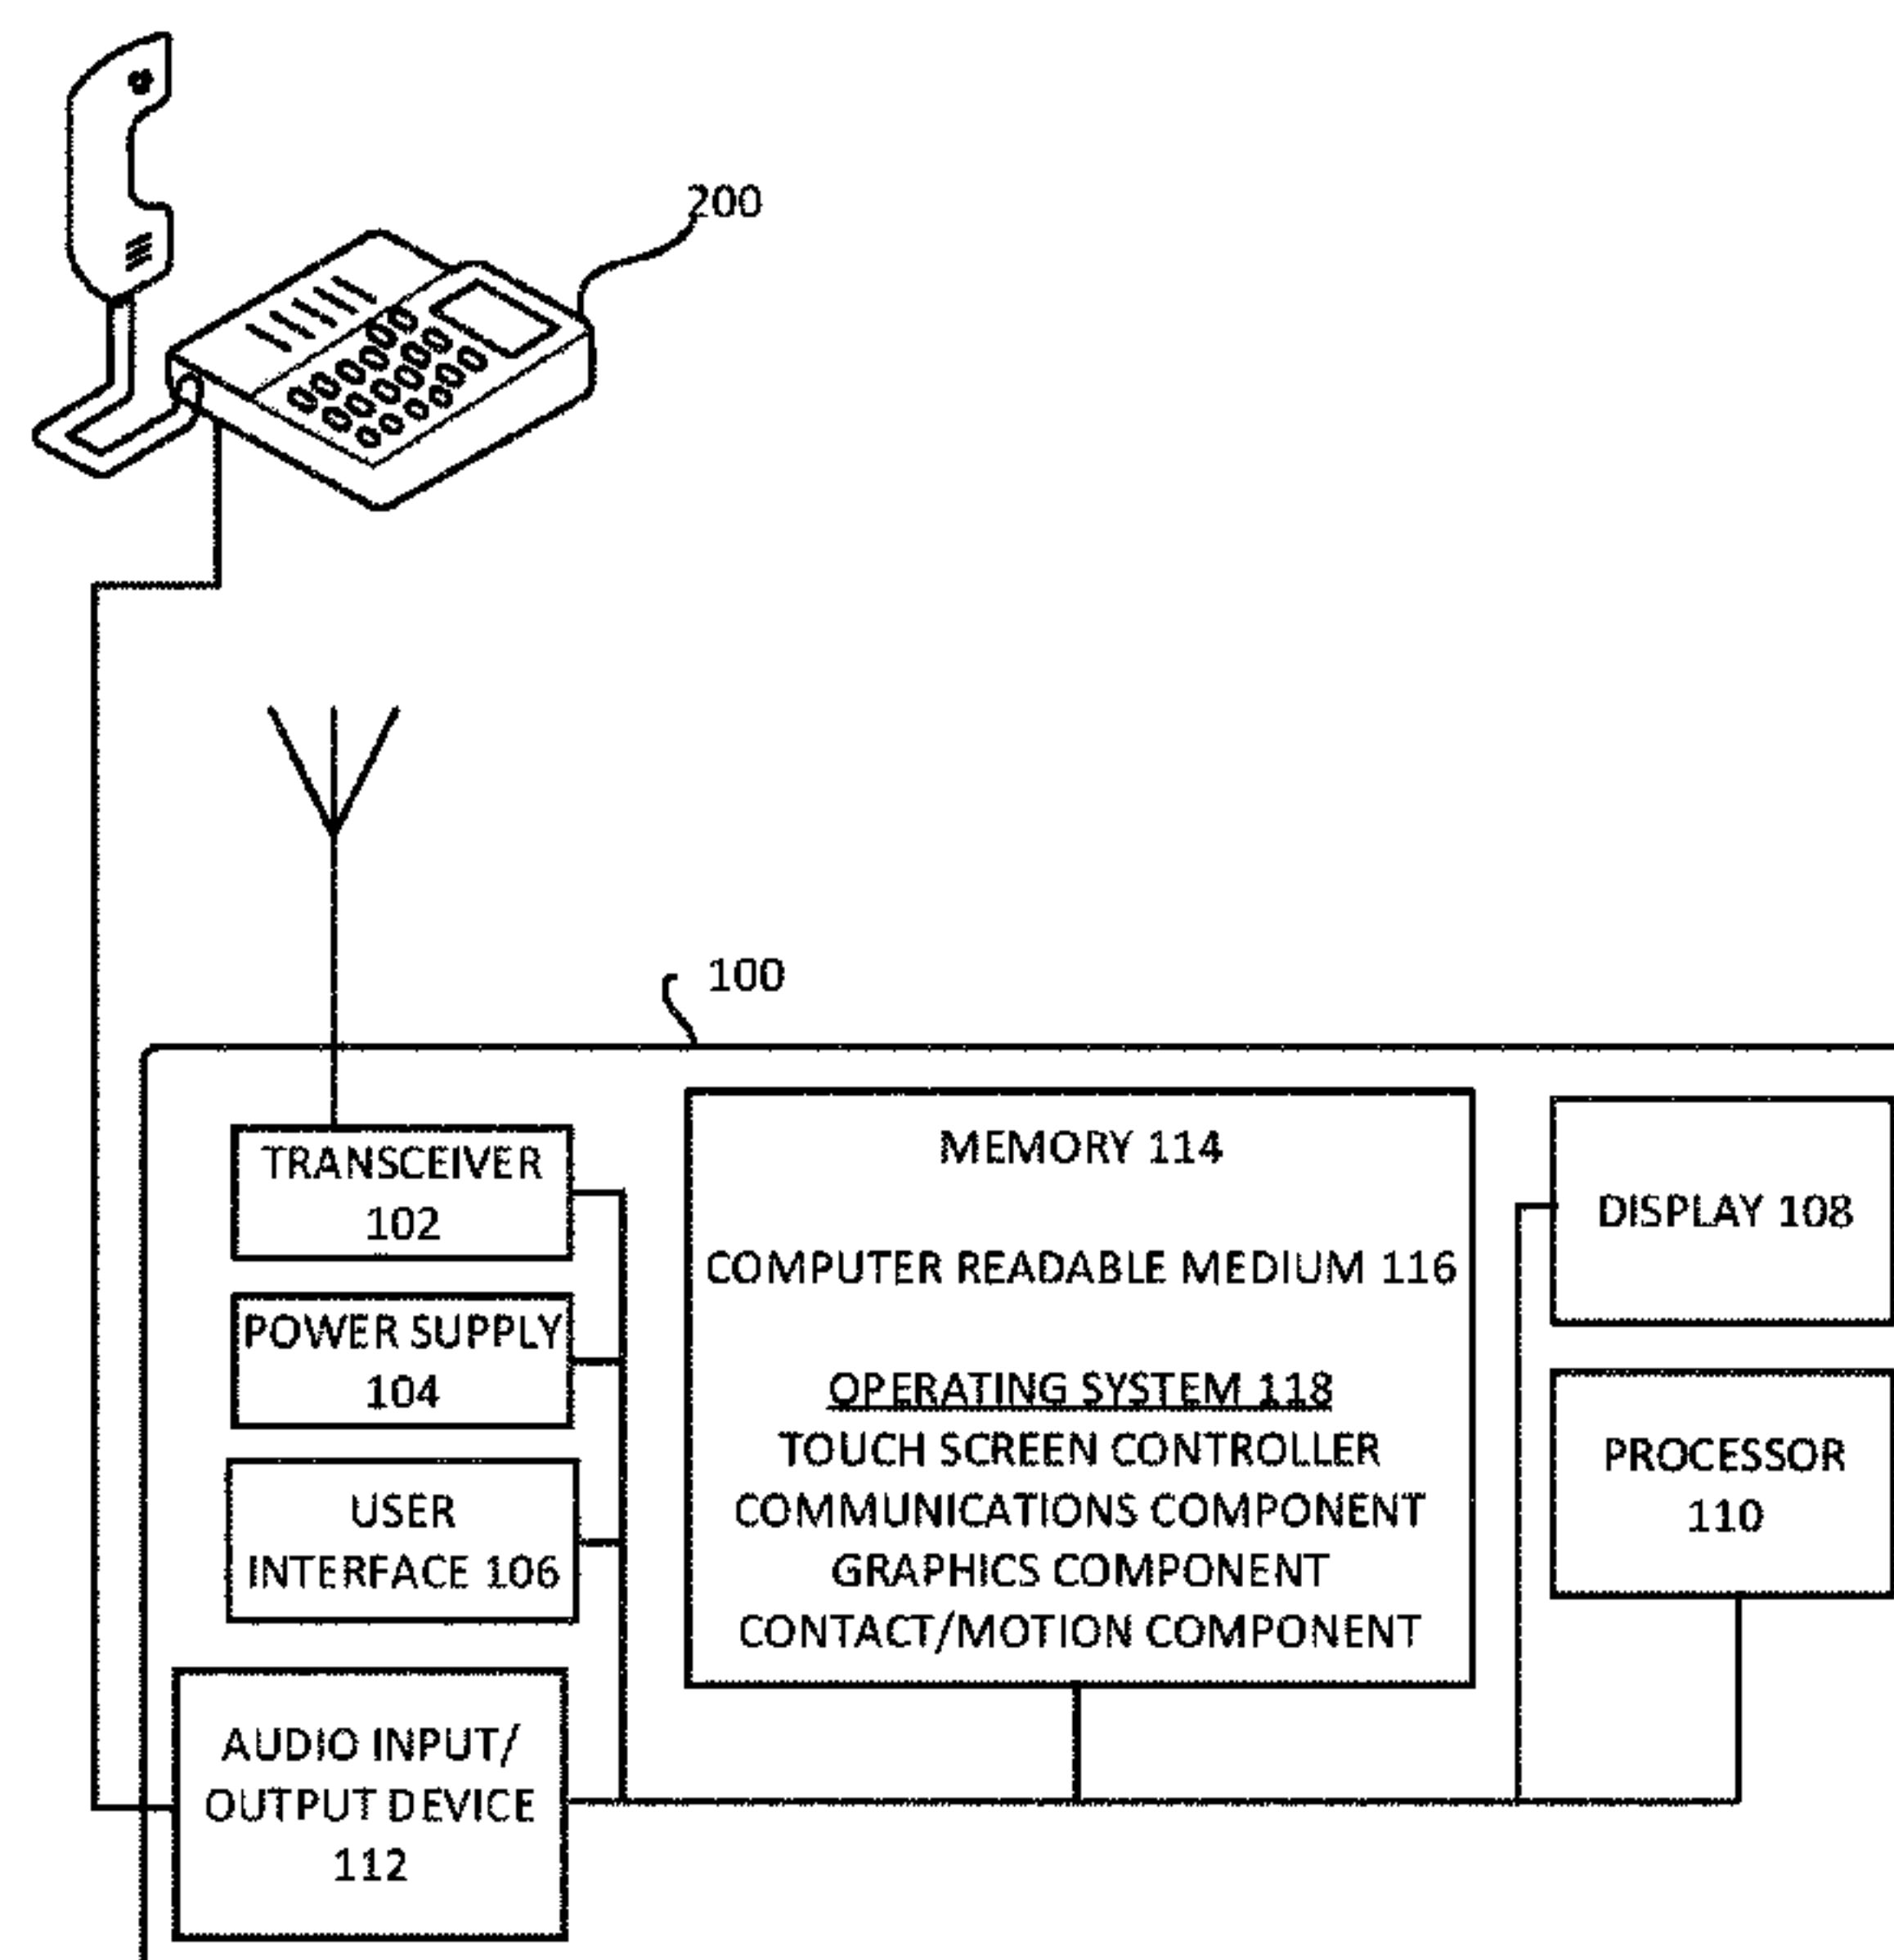 200
100
TRANSCEIVER
102
POWER SUPPLY
104
USER
INTERFACE 106
AUDIO INPUT/
OUTPUT DEVICE
112
MEMORY 114
COMPUTER READABLE MEDIUM 116
OPERATING SYSTEM 118
TOUCH SCREEN CONTROLLER
COMMUNICATIONS COMPONENT
GRAPHICS COMPONENT
CONTACT/MOTION COMPONENT
DISPLAY 108
PROCESSOR
110